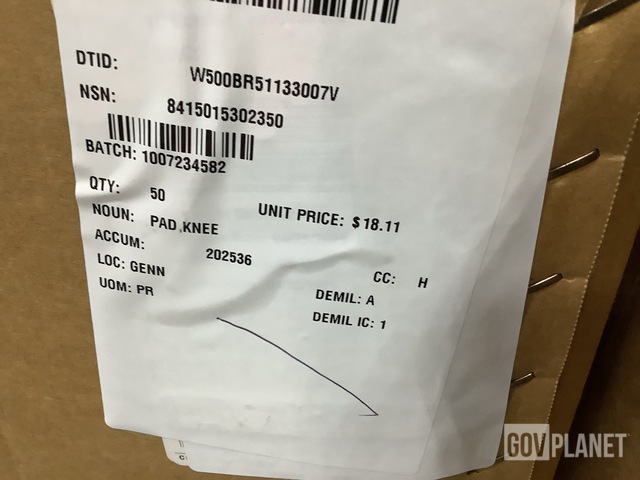 DTID: W500BR51133007V
NSN: 8415015302350
BATCH: 1007234582
QTY: 50
UNIT PRICE: $ 18.11
NOUN: PAD ,KNEE
ACCUM: 202536
LOC: GENN
CC: H
UOM: PR
DEMIL: A
DEMIL IC: 1
GOVPLANET